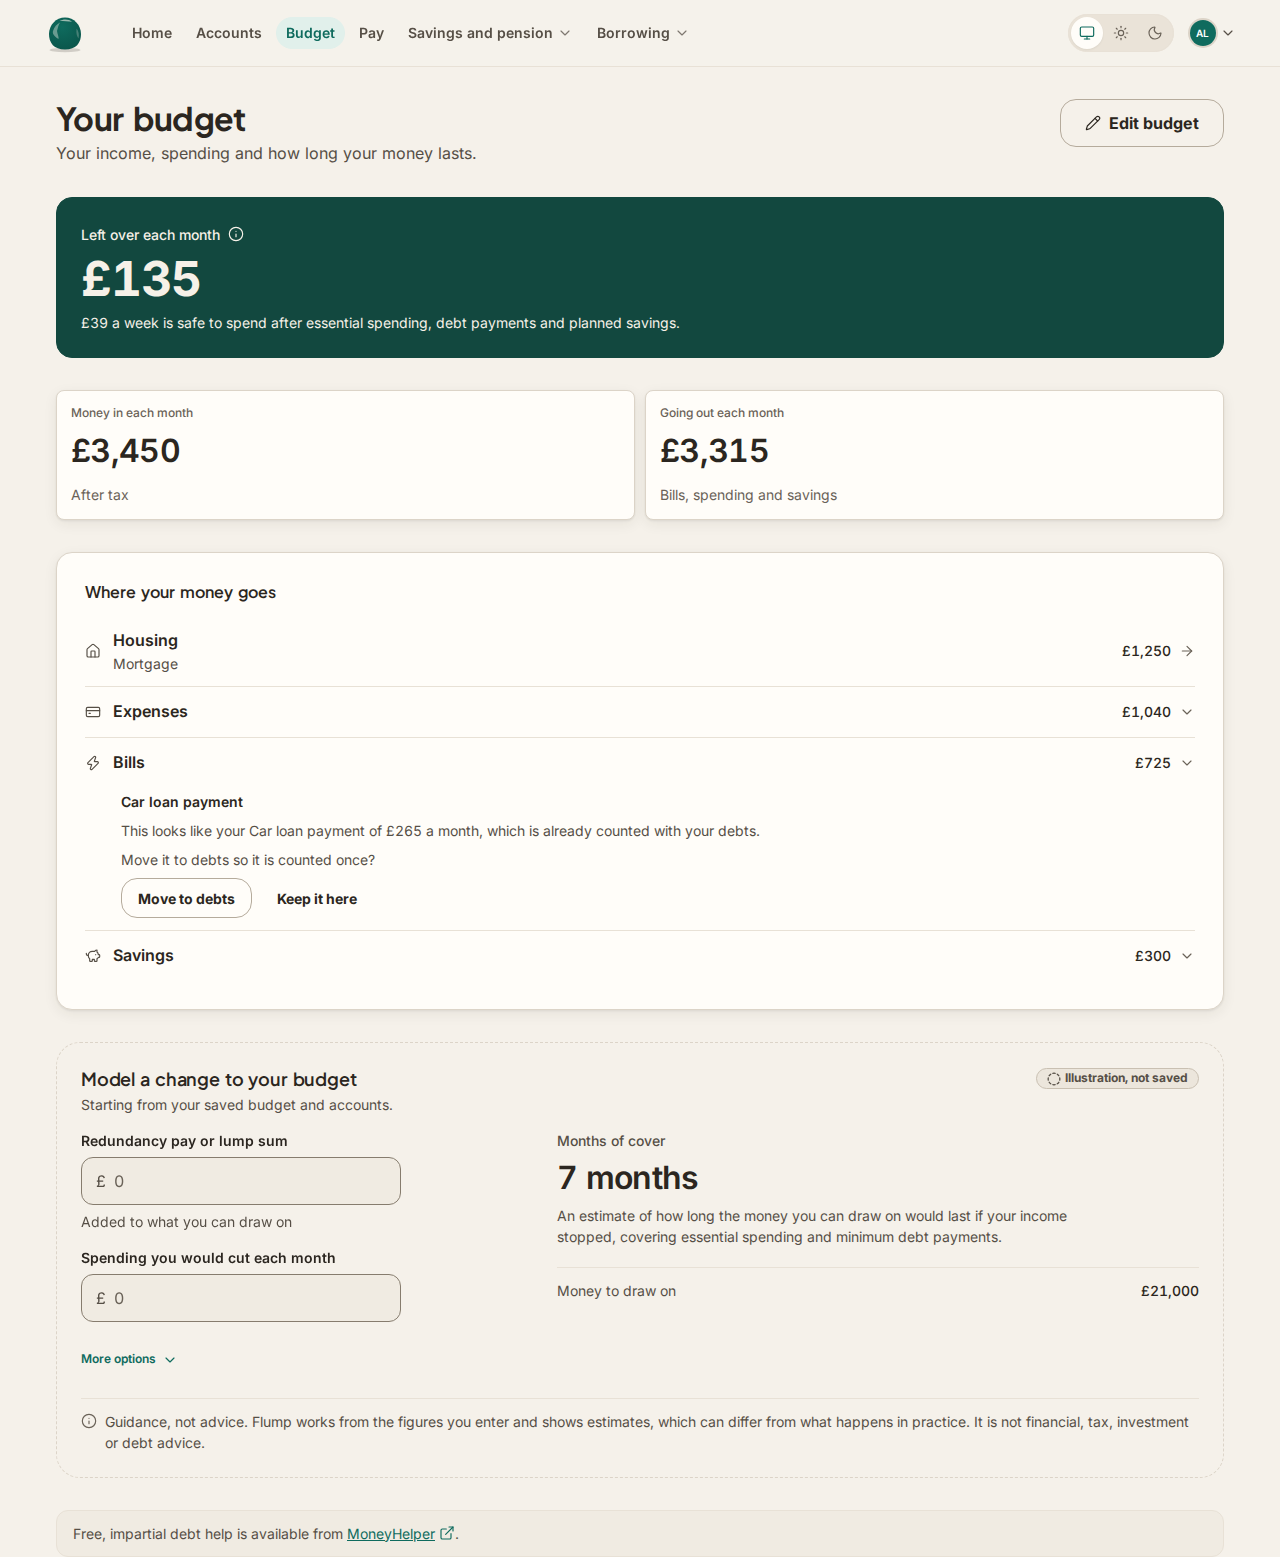 Home
Accounts
Budget
Pay
Savings and pension
Borrowing
AL
Your budget
Your income, spending and how long your money lasts.
Edit budget
Left over each month
£135
£39 a week is safe to spend after essential spending, debt payments and planned savings.
Money in each month
£3,450
After tax
Going out each month
£3,315
Bills, spending and savings
Where your money goes
Housing
Mortgage
£1,250
Expenses
£1,040
Bills
£725
Car loan payment
This looks like your Car loan payment of £265 a month, which is already counted with your debts.
Move it to debts so it is counted once?
Move to debts
Keep it here
Savings
£300
Model a change to your budget
Illustration, not saved
Starting from your saved budget and accounts.
Redundancy pay or lump sum
£ 0
Added to what you can draw on
Spending you would cut each month
£ 0
More options
Months of cover
7 months
An estimate of how long the money you can draw on would last if your income
stopped, covering essential spending and minimum debt payments.
Money to draw on
£21,000
Guidance, not advice. Flump works from the figures you enter and shows estimates, which can differ from what happens in practice. It is not financial, tax, investment
or debt advice.
Free, impartial debt help is available from MoneyHelper.